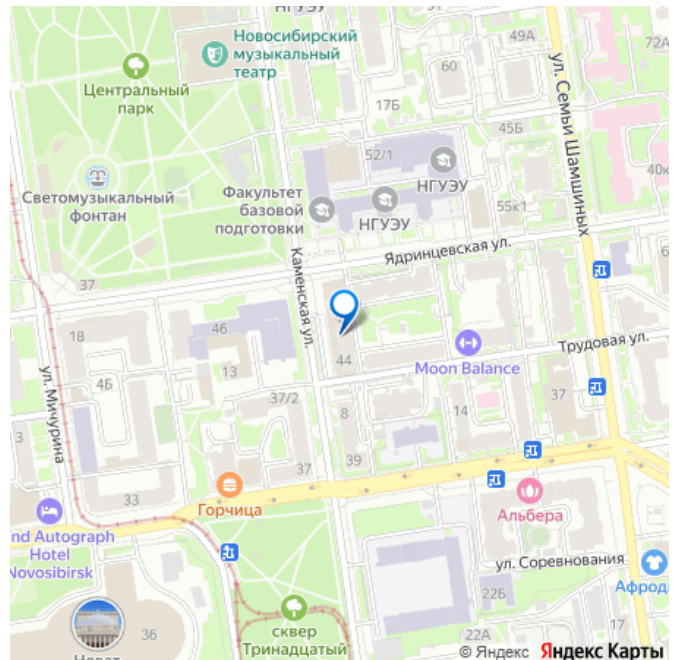 НГУЭУ
49А
72А
Новосибирский
музыкальный
театр
60
Центральный
парк
17Б
ул. Семьи Шамшиных
45Б
52/1
НГУЭУ
Светомузыкальный
фонтан
Факультет
базовой
подготовки
НГУЭУ
55к1
Ядринцевская ул.
37
Каменская ул.
18
46
44
Трудовая ул.
Moon Balance
13
4Б
ул. Мичурина
37/2
8
14
37
3
39
37
33
Горчица
Альбера
nd Autograph
Hotel
Novosibirsk
ул. Соревнования
Афроди
22Б
36
сквер
Тринадцатый
22А
17
© Яндекс Яндекс Карты